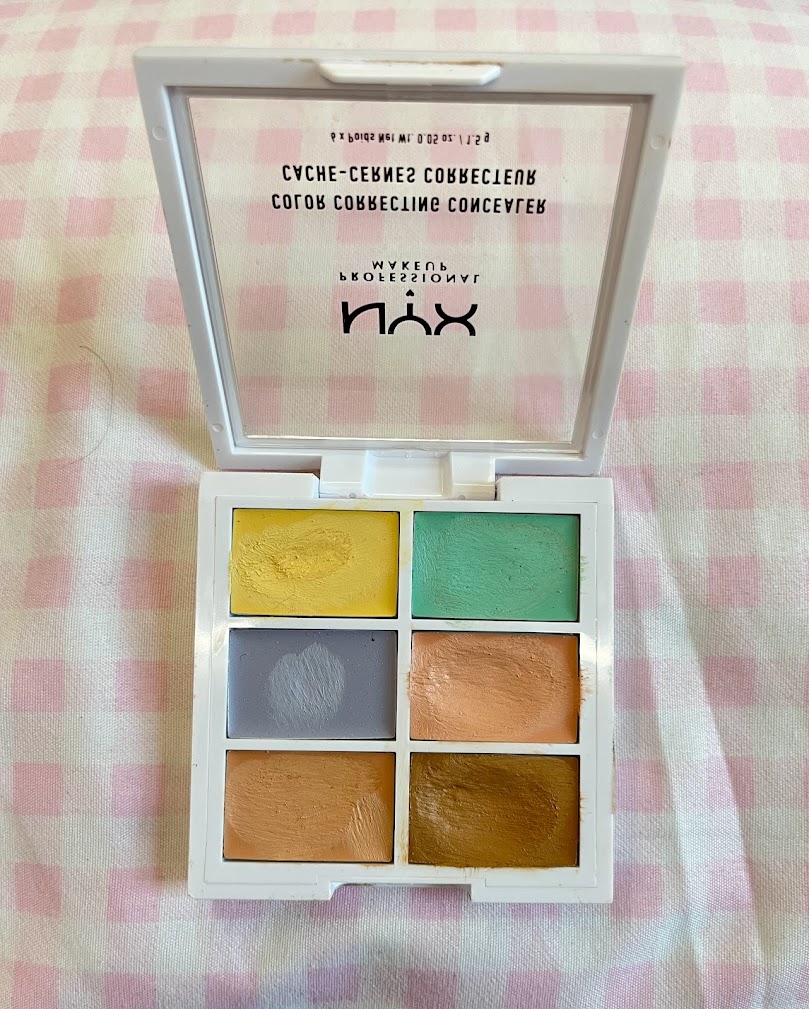 NYX
PROFESSIONAL
MAKEUP
COLOR CORRECTING CONCEALER
CACHE-CERNES CORRECTEUR
6 x Poids Net Wt. 0.05 oz. / 1.5 g